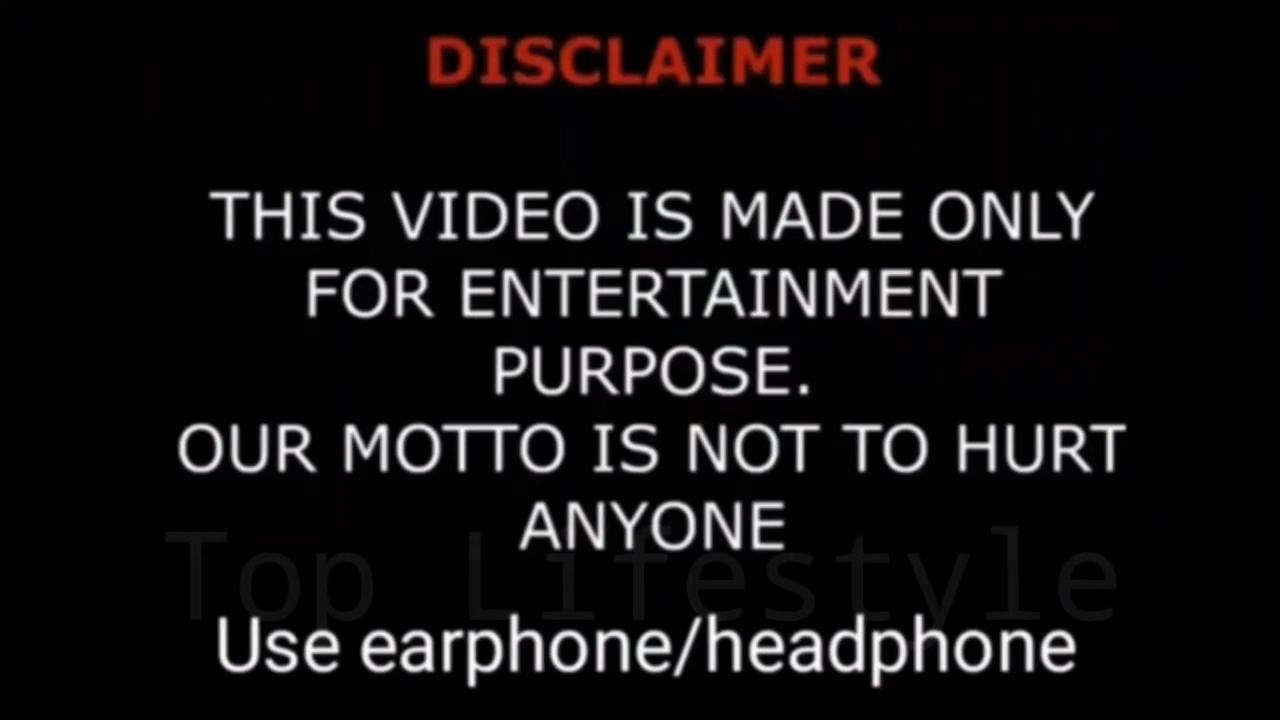 DISCLAIMER
THIS VIDEO IS MADE ONLY
FOR ENTERTAINMENT
PURPOSE.
OUR MOTTO IS NOT TO HURT
ANYONE
Top Lifestyle
Use earphone/headphone